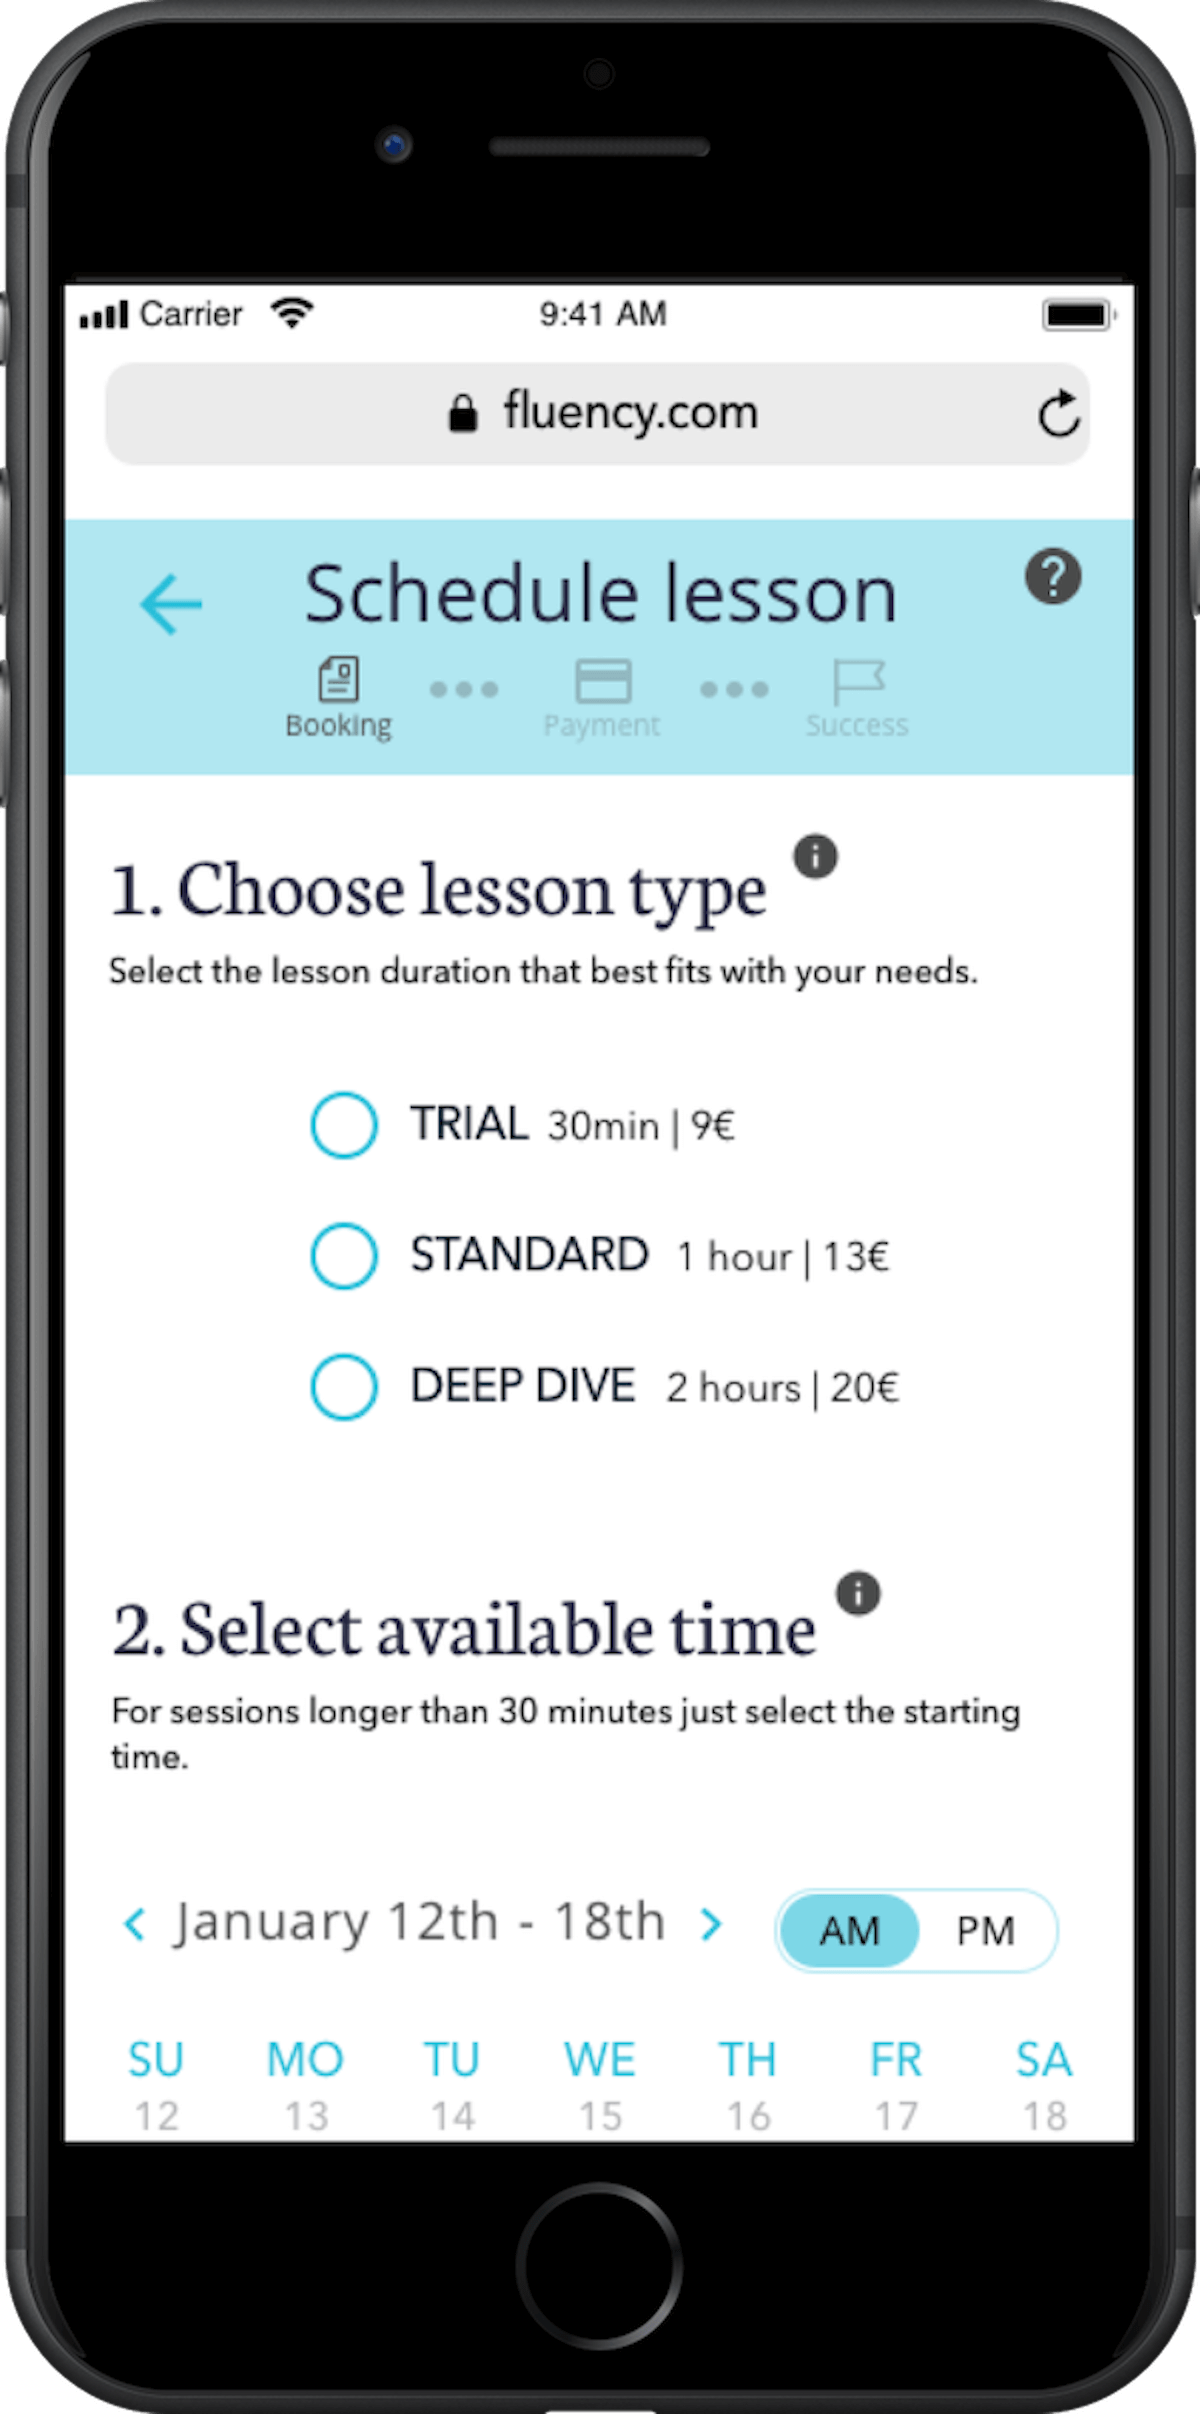 Carrier 9:41 AM
fluency.com
Schedule lesson
?
Booking Payment Success
1. Choose lesson type i
Select the lesson duration that best fits with your needs.
TRIAL 30min | 9€
STANDARD 1 hour | 13€
DEEP DIVE 2 hours | 20€
2. Select available time i
For sessions longer than 30 minutes just select the starting
time.
< January 12th - 18th > AM PM
SU MO TU WE TH FR SA
12 13 14 15 16 17 18